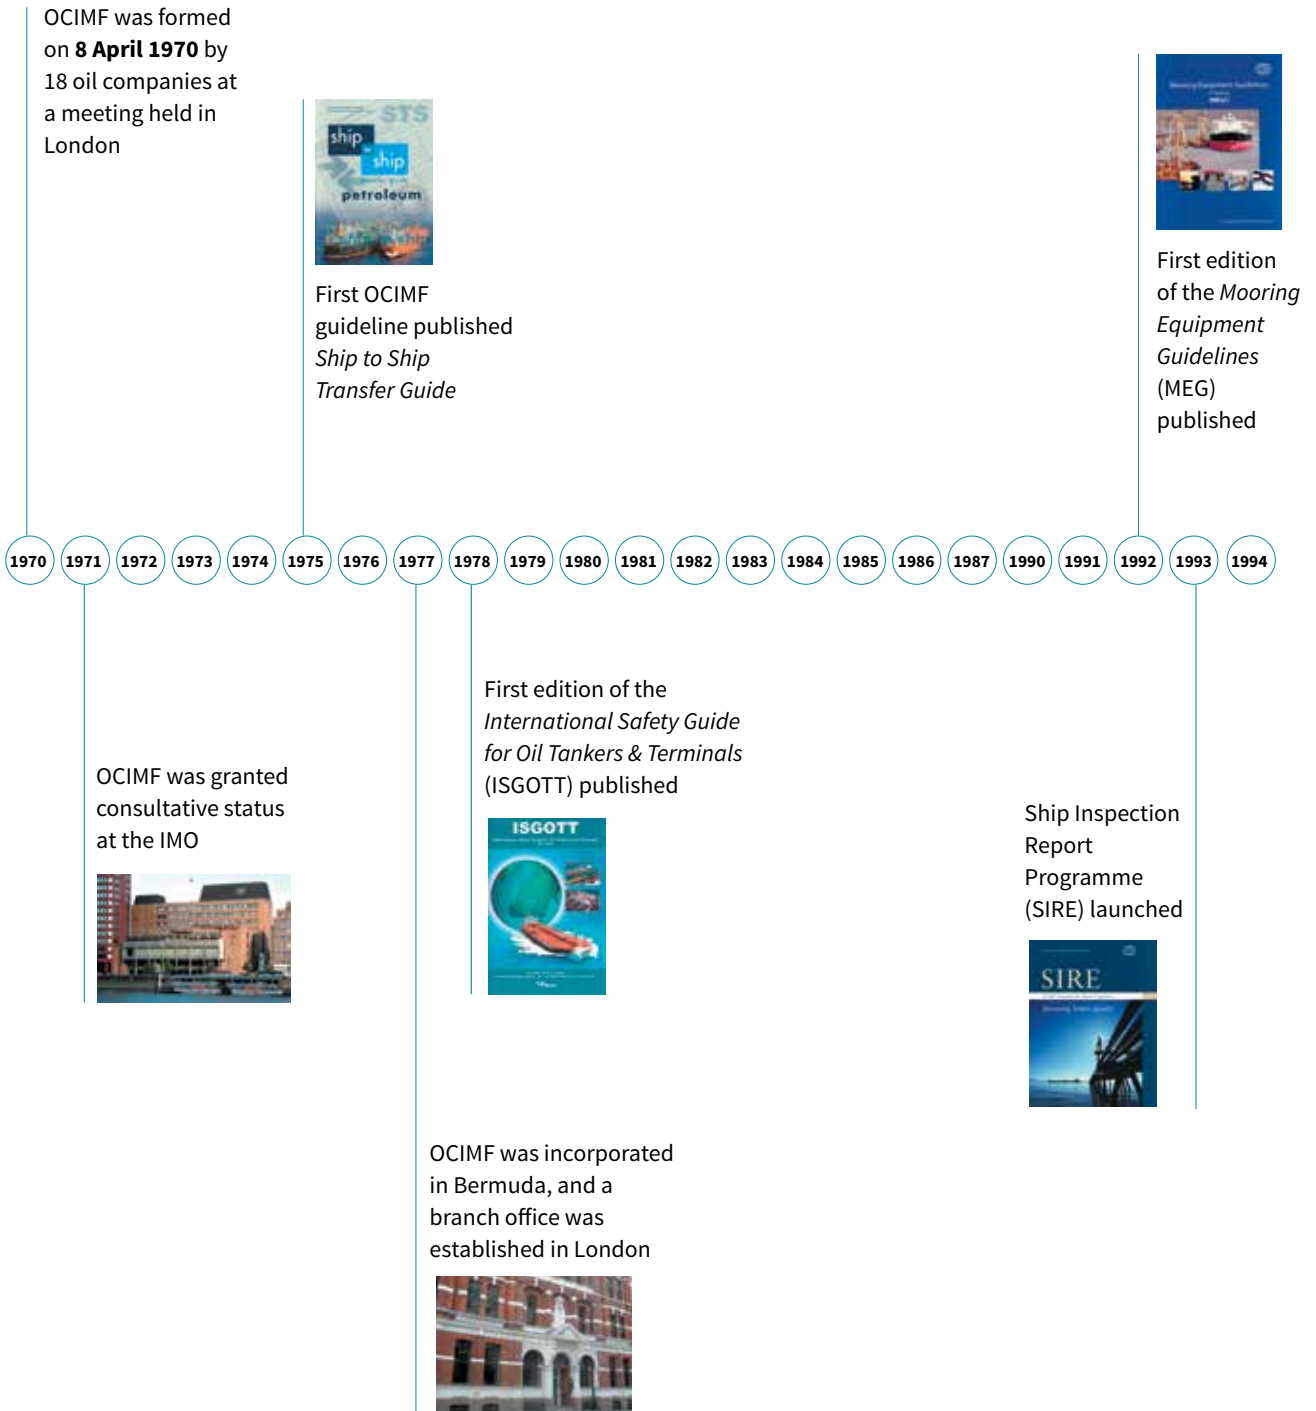 OCIMF was formed
on 8 April 1970 by
18 oil companies at
a meeting held in
London
STS
ship
to
ship
petroleum
First OCIMF
guideline published
Ship to Ship
Transfer Guide
Mooring Equipment Guidelines
First edition
of the Mooring
Equipment
Guidelines
(MEG)
published
1970 1971 1972 1973 1974 1975 1976 1977 1978 1979 1980 1981 1982 1983 1984 1985 1986 1987 1990 1991 1992 1993 1994
OCIMF was granted
consultative status
at the IMO
First edition of the
International Safety Guide
for Oil Tankers & Terminals
(ISGOTT) published
ISGOTT
Ship Inspection
Report
Programme
(SIRE) launched
SIRE
OCIMF was incorporated
in Bermuda, and a
branch office was
established in London